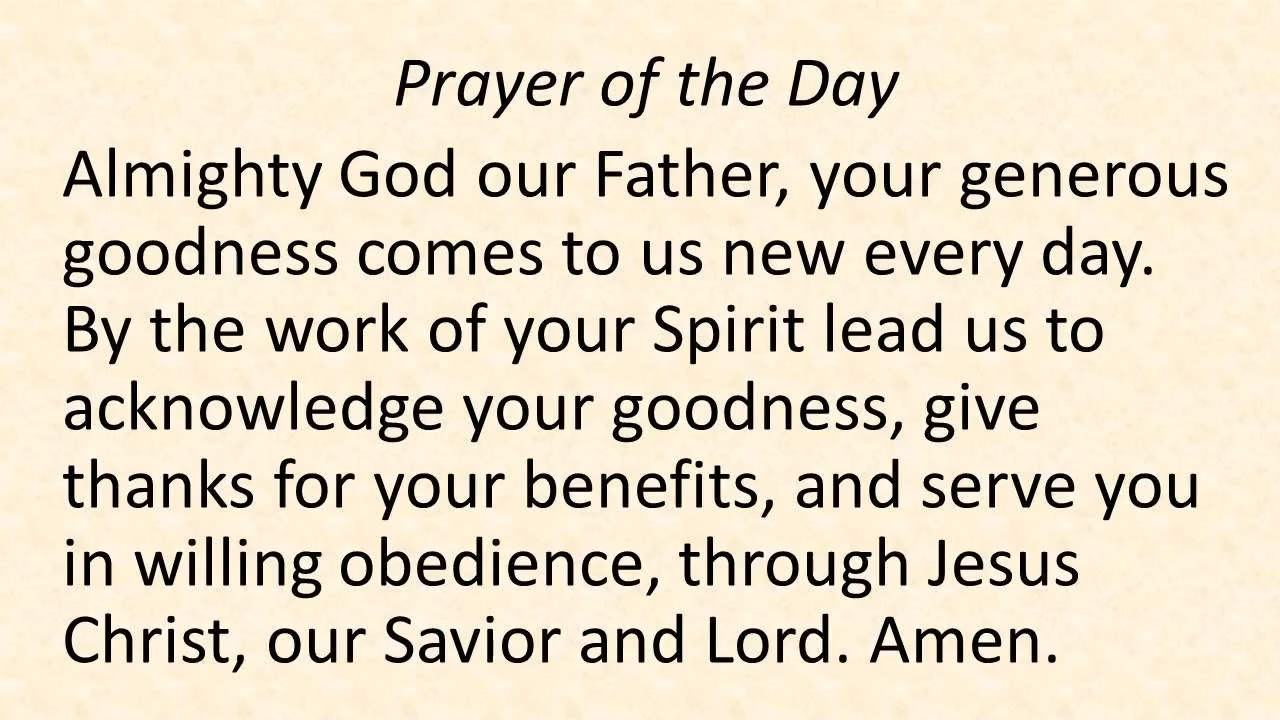 Prayer of the Day
Almighty God our Father, your generous
goodness comes to us new every day.
By the work of your Spirit lead us to
acknowledge your goodness, give
thanks for your benefits, and serve you
in willing obedience, through Jesus
Christ, our Savior and Lord. Amen.